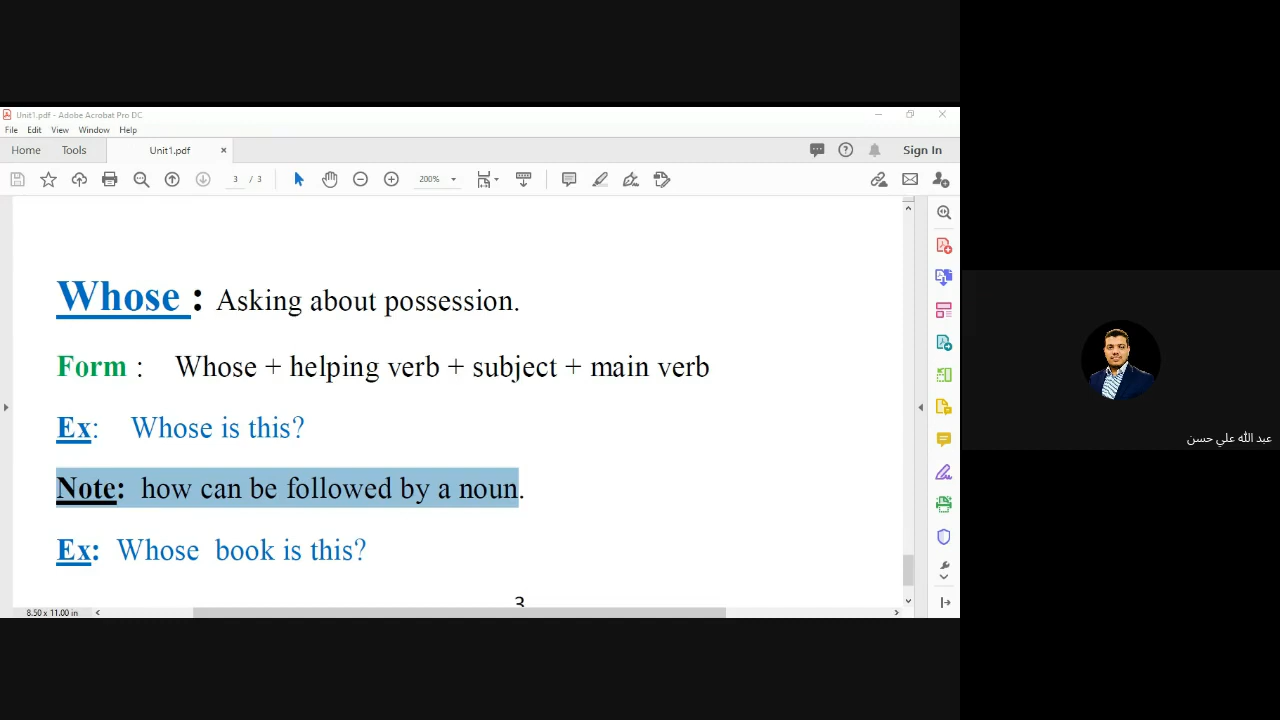 Unit1.pdf - Adobe Acrobat Pro DC
File Edit View Window Help
Home Tools Unit1.pdf × Sign In
3 / 3 200%
Whose : Asking about possession.
Form : Whose + helping verb + subject + main verb
Ex: Whose is this?
Note: how can be followed by a noun.
Ex: Whose book is this?
3
8.50 x 11.00 in
عبد الله علي حسن